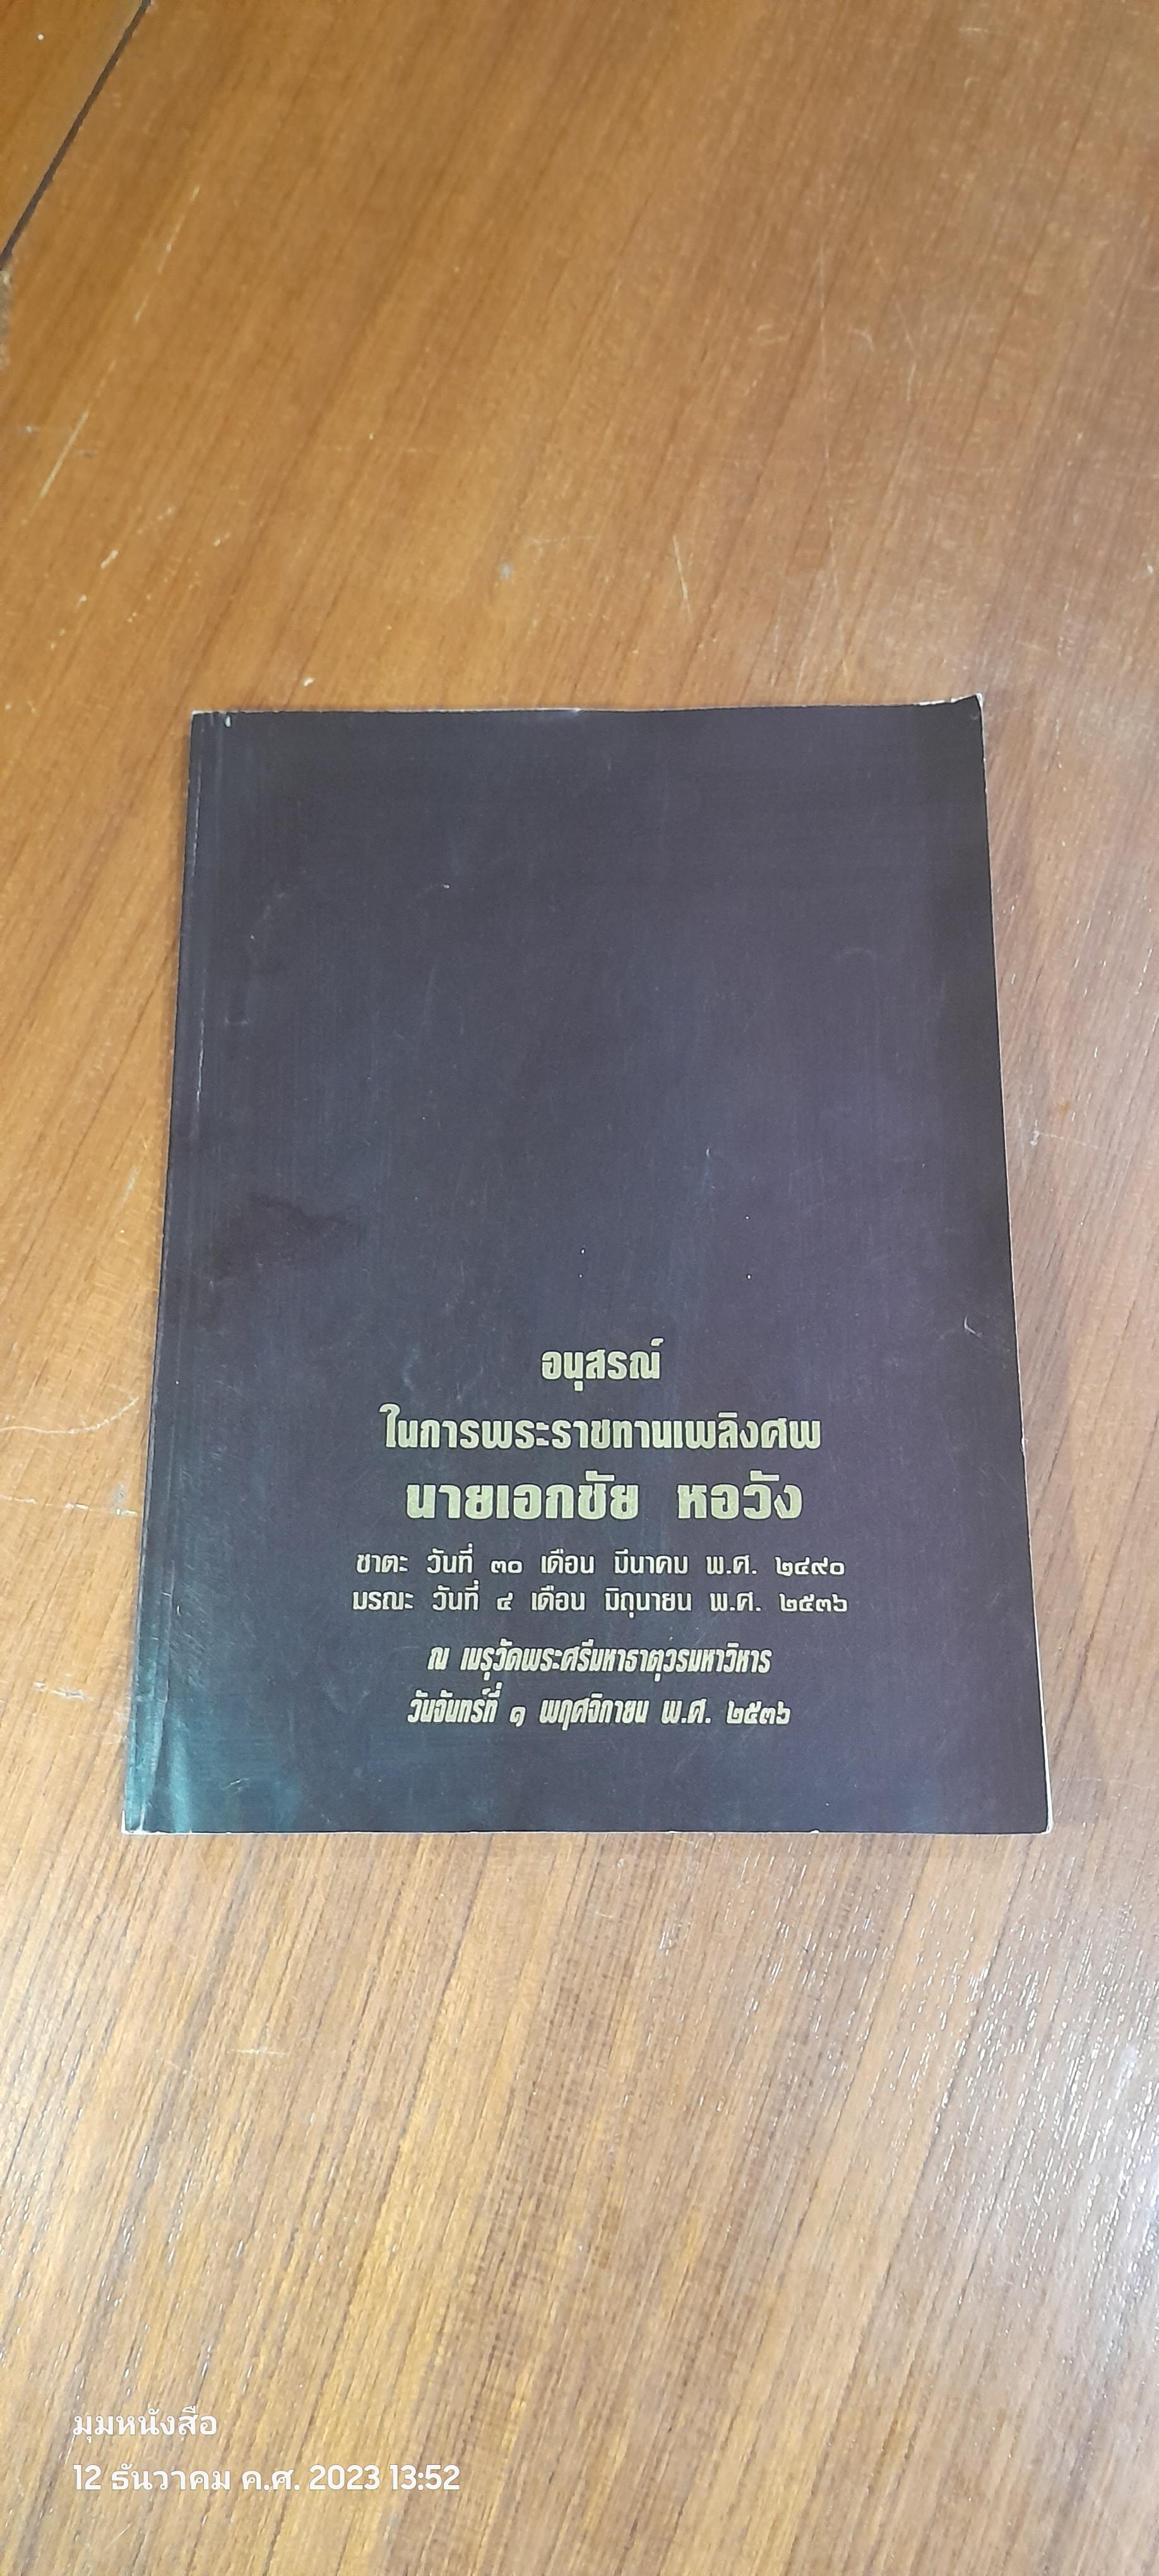 อนุสรณ์
ในการพระราชทานเพลิงศพ
นายเอกชัย หอวัง
ชาตะ วันที่ ๓๐ เดือน มีนาคม พ.ศ. ๒๔๙๐
มรณะ วันที่ ๔ เดือน มิถุนายน พ.ศ. ๒๕๓๖
ณ เมรุวัดพระศรีมหาธาตุวรมหาวิหาร
วันจันทร์ที่ ๑ พฤศจิกายน พ.ศ. ๒๕๓๖
มุมหนังสือ
12 ธันวาคม ค.ศ. 2023 13:52